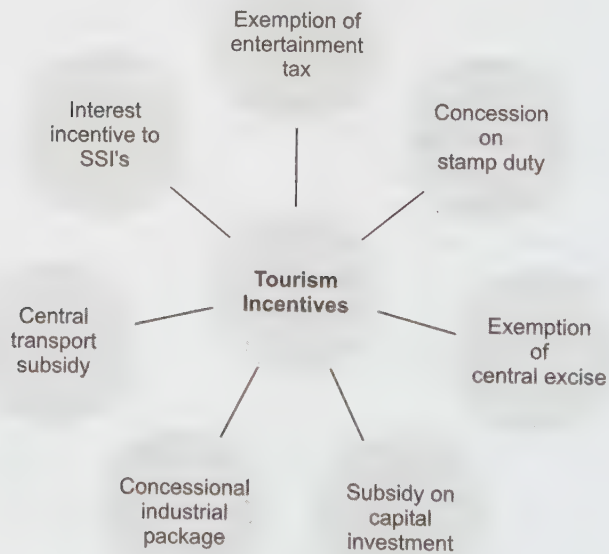 Exemption of
entertainment
tax
Interest
incentive to
SSI's
Concession
on
stamp duty
Tourism
Incentives
Central
transport
subsidy
Exemption
of
central excise
Concessional
industrial
package
Subsidy on
capital
investment